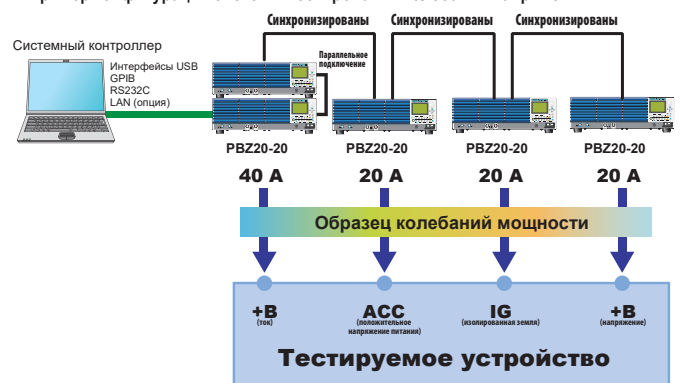 Синхронизированы Синхронизированы Синхронизированы
Системный контроллер
Параллельное
подключение
Интерфейсы USB
GPIB
RS232C
LAN (опция)
PBZ20-20 PBZ20-20 PBZ20-20 PBZ20-20
40 A 20 A 20 A 20 A
Образец колебаний мощности
+B ACC IG +B
(ток) (положительное напряжение питания) (изолированная земля) (напряжение)
Тестируемое устройство